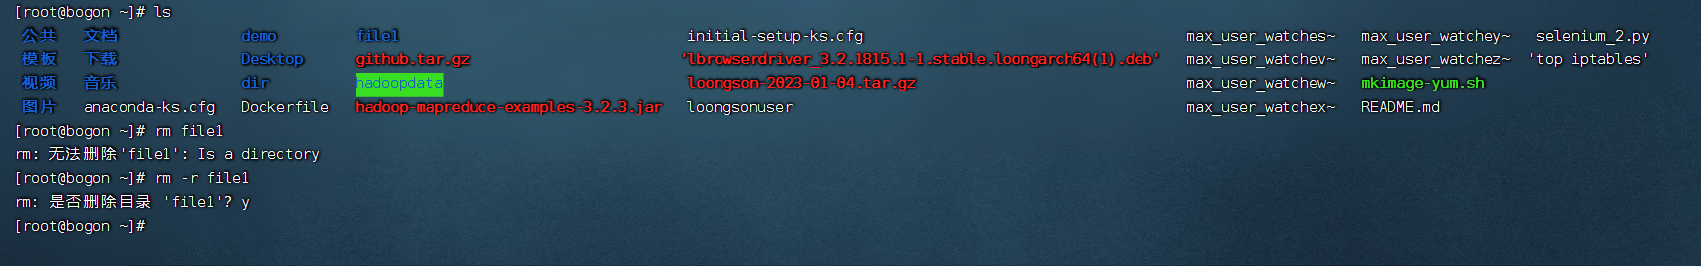 [root@bogon ~]# ls
公共 文档 demo file1 initial-setup-ks.cfg max_user_watches~ max_user_watchey~ selenium_2.py
模板 下载 Desktop github.tar.gz 'lbrowserdriver_3.2.1815.1-1.stable.loongarch64(1).deb' max_user_watchev~ max_user_watchez~ 'top iptables'
视频 音乐 dir hadoopdata loongson-2023-01-04.tar.gz max_user_watchew~ mkimage-yum.sh
图片 anaconda-ks.cfg Dockerfile hadoop-mapreduce-examples-3.2.3.jar loongsonuser max_user_watchex~ README.md
[root@bogon ~]# rm file1
rm: 无法删除'file1': Is a directory
[root@bogon ~]# rm -r file1
rm: 是否删除目录 'file1'? y
[root@bogon ~]#